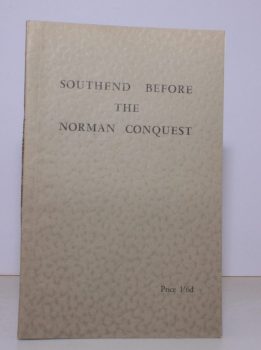 SOUTHEND BEFORE
THE
NORMAN CONQUEST
Price 1/6d